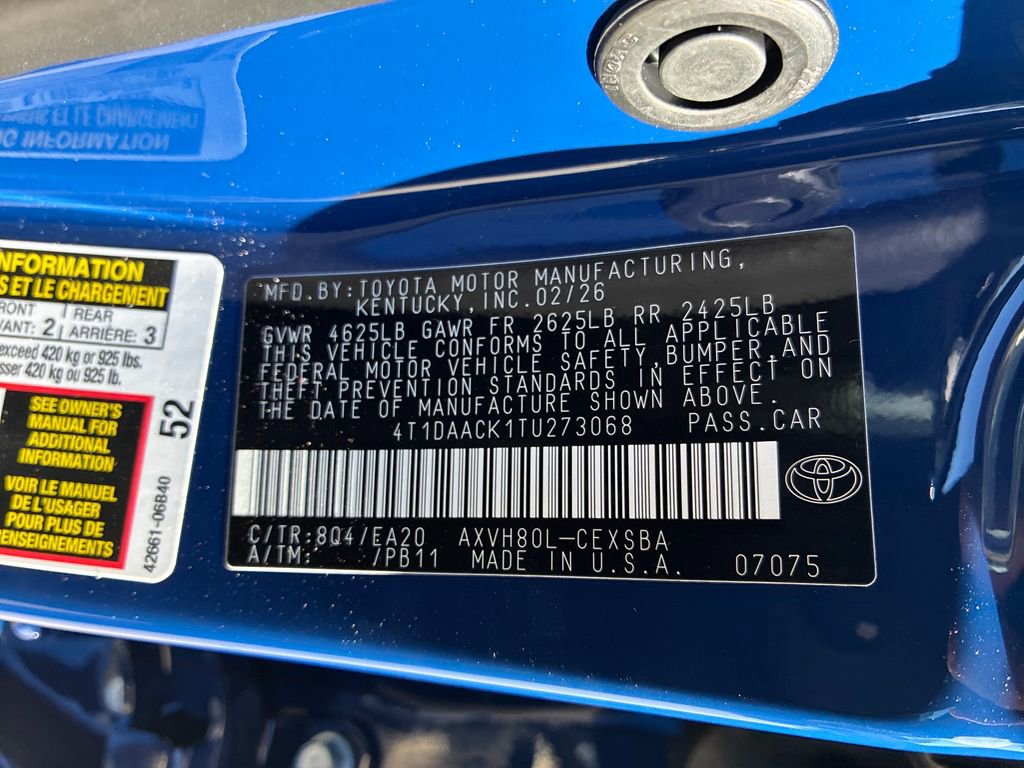 NG INFORMATION
NFORMATION
S ET LE CHARGEMENT
FRONT
VANT: 2
REAR
ARRIÈRE: 3
exceed 420 kg or 925 lbs.
sser 420 kg ou 925 lb.
SEE OWNER'S
MANUAL FOR
ADDITIONAL
INFORMATION
VOIR LE MANUEL
DE L'USAGER
POUR PLUS DE
RENSEIGNEMENTS
52
42661-06B40
MFD.BY:TOYOTA MOTOR MANUFACTURING,
KENTUCKY,INC.02/26
GVWR 4625LB GAWR FR 2625LB RR 2425LB
THIS VEHICLE CONFORMS TO ALL APPLICABLE
FEDERAL MOTOR VEHICLE SAFETY,BUMPER,AND
THEFT PREVENTION STANDARDS IN EFFECT ON
THE DATE OF MANUFACTURE SHOWN ABOVE.
4T1DAACK1TU273068 PASS.CAR
C/TR:8Q4/EA20 AXVH80L-CEXSBA
A/TM: /PB11 MADE IN U.S.A. 07075